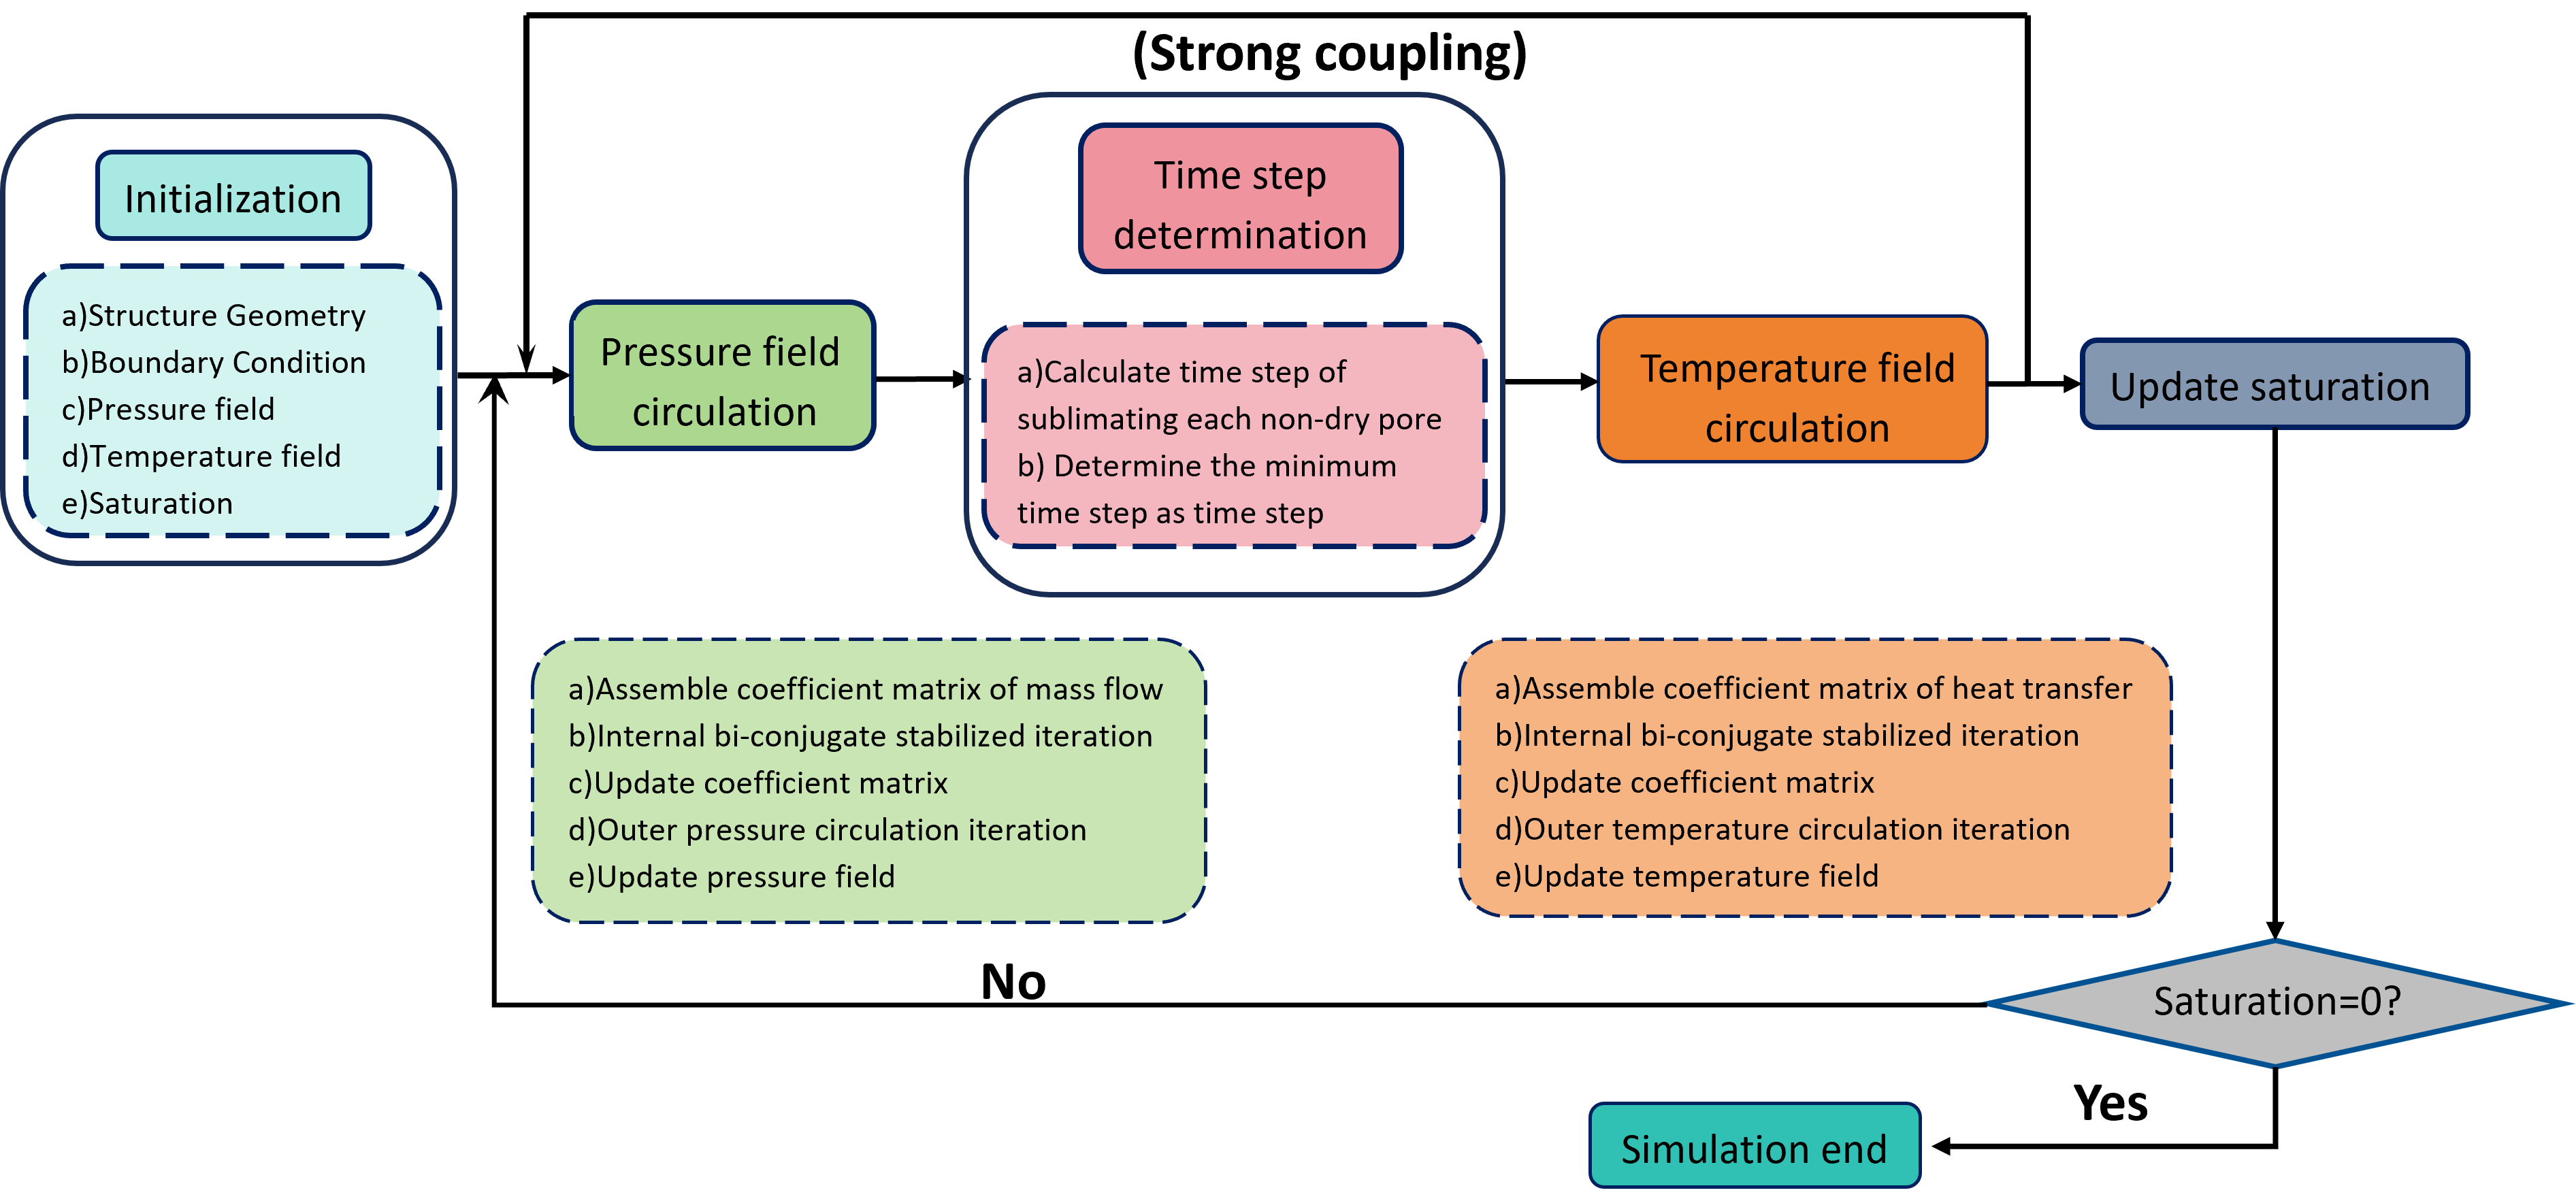 (Strong coupling)
Initialization
a)Structure Geometry
b)Boundary Condition
c)Pressure field
d)Temperature field
e)Saturation
Pressure field
circulation
Time step
determination
a)Calculate time step of
sublimating each non-dry pore
b) Determine the minimum
time step as time step
Temperature field
circulation
Update saturation
a)Assemble coefficient matrix of mass flow
b)Internal bi-conjugate stabilized iteration
c)Update coefficient matrix
d)Outer pressure circulation iteration
e)Update pressure field
a)Assemble coefficient matrix of heat transfer
b)Internal bi-conjugate stabilized iteration
c)Update coefficient matrix
d)Outer temperature circulation iteration
e)Update temperature field
No
Saturation=0?
Yes
Simulation end